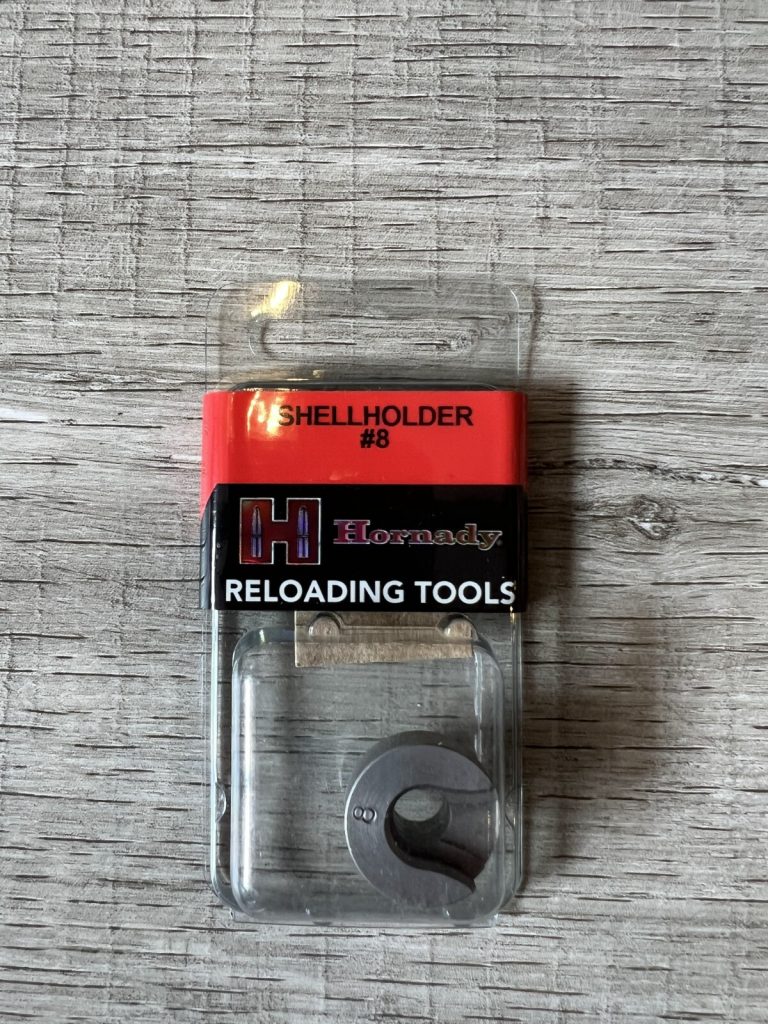 SHELLHOLDER
#8
H Hornady
RELOADING TOOLS
8